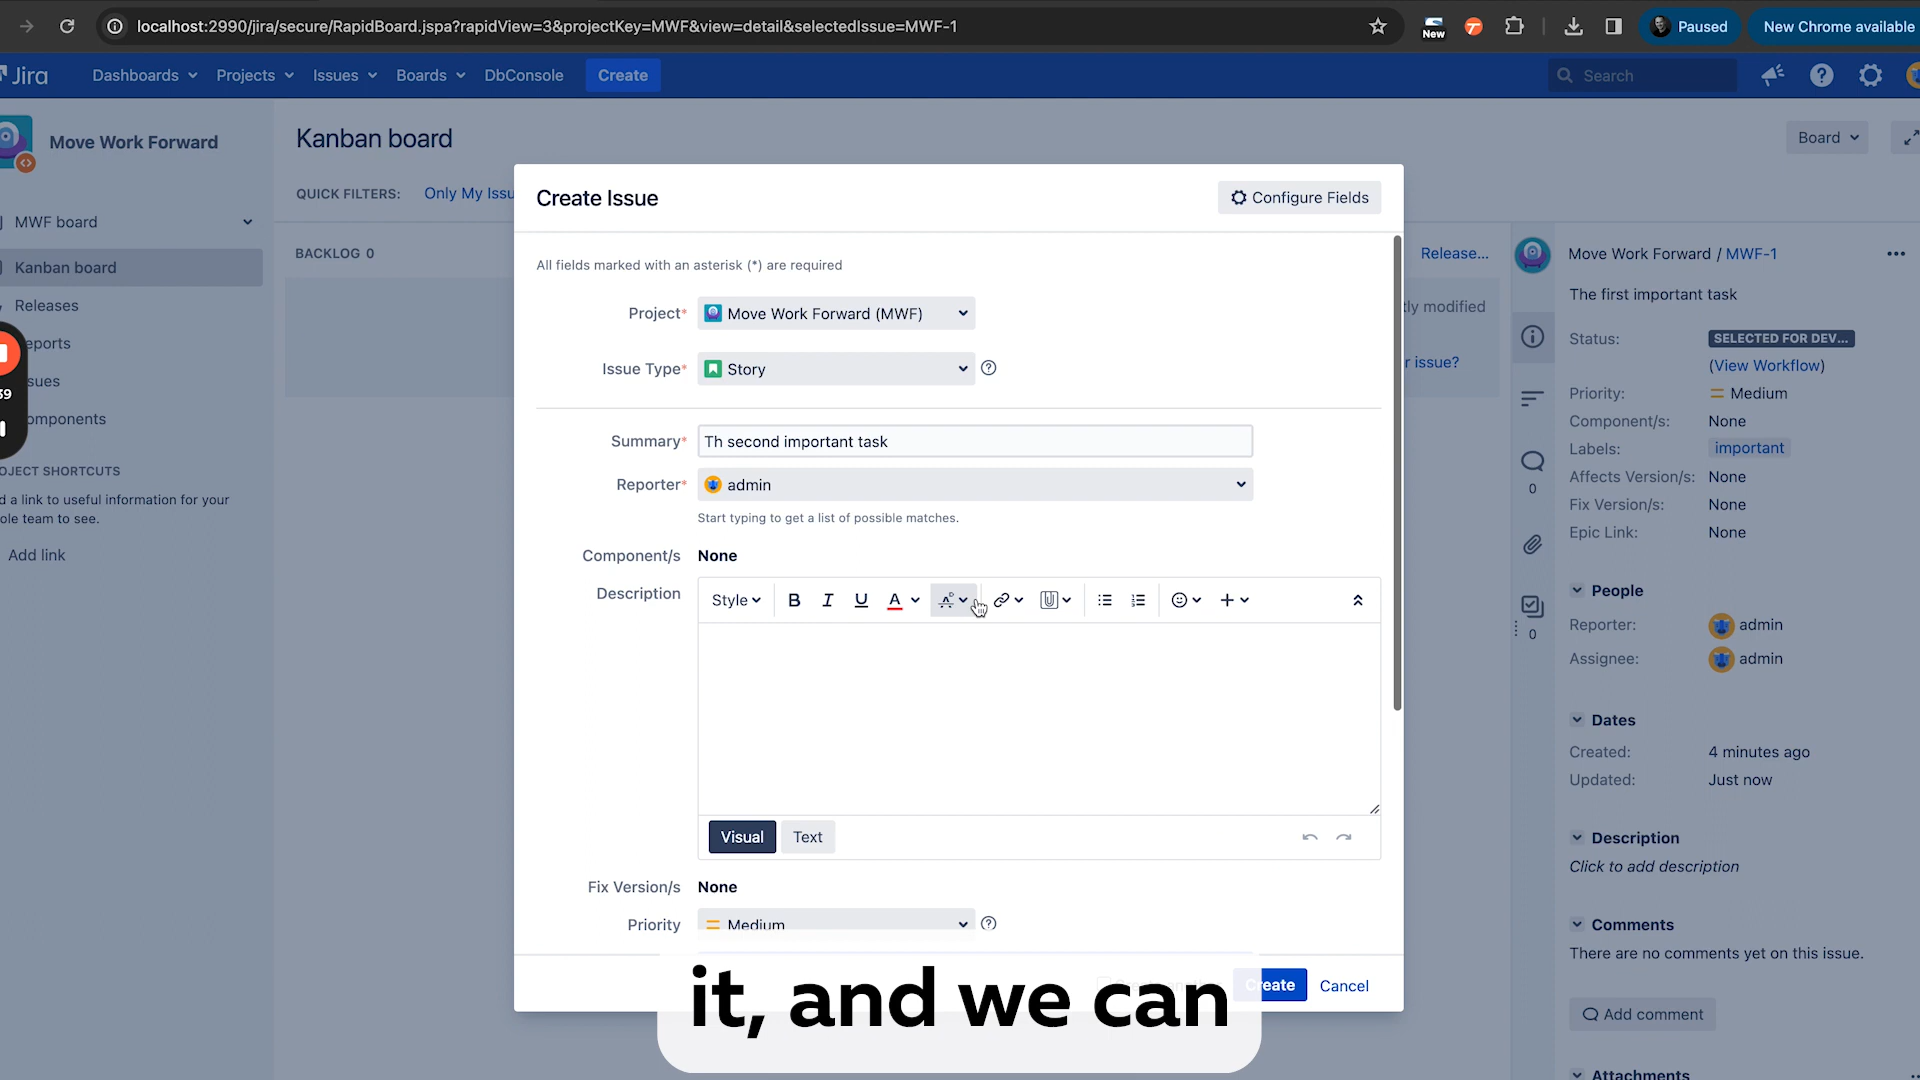 localhost:2990/jira/secure/RapidBoard.jspa?rapidView=3&projectKey=MWF&view=detail&selectedIssue=MWF-1
New
Paused
New Chrome available
Jira
Dashboards
Projects
Issues
Boards
DbConsole
Create
Search
Move Work Forward
Kanban board
Board
QUICK FILTERS:
Only My Issu
MWF board
Kanban board
Releases
eports
sues
omponents
39
OJECT SHORTCUTS
d a link to useful information for your
ole team to see.
Add link
BACKLOG 0
Release...
tly modified
r issue?
Create Issue
Configure Fields
All fields marked with an asterisk (*) are required
Project*
Move Work Forward (MWF)
Issue Type*
Story
Summary*
Th second important task
Reporter*
admin
Start typing to get a list of possible matches.
Component/s
None
Description
Style
B
I
U
A
Visual
Text
Fix Version/s
None
Priority
Medium
reate
Cancel
it, and we can
Move Work Forward / MWF-1
The first important task
Status:
SELECTED FOR DEV...
(View Workflow)
Priority:
Medium
Component/s:
None
Labels:
important
Affects Version/s:
None
Fix Version/s:
None
Epic Link:
None
0
0
People
Reporter:
admin
Assignee:
admin
Dates
Created:
4 minutes ago
Updated:
Just now
Description
Click to add description
Comments
There are no comments yet on this issue.
Add comment
Attachments